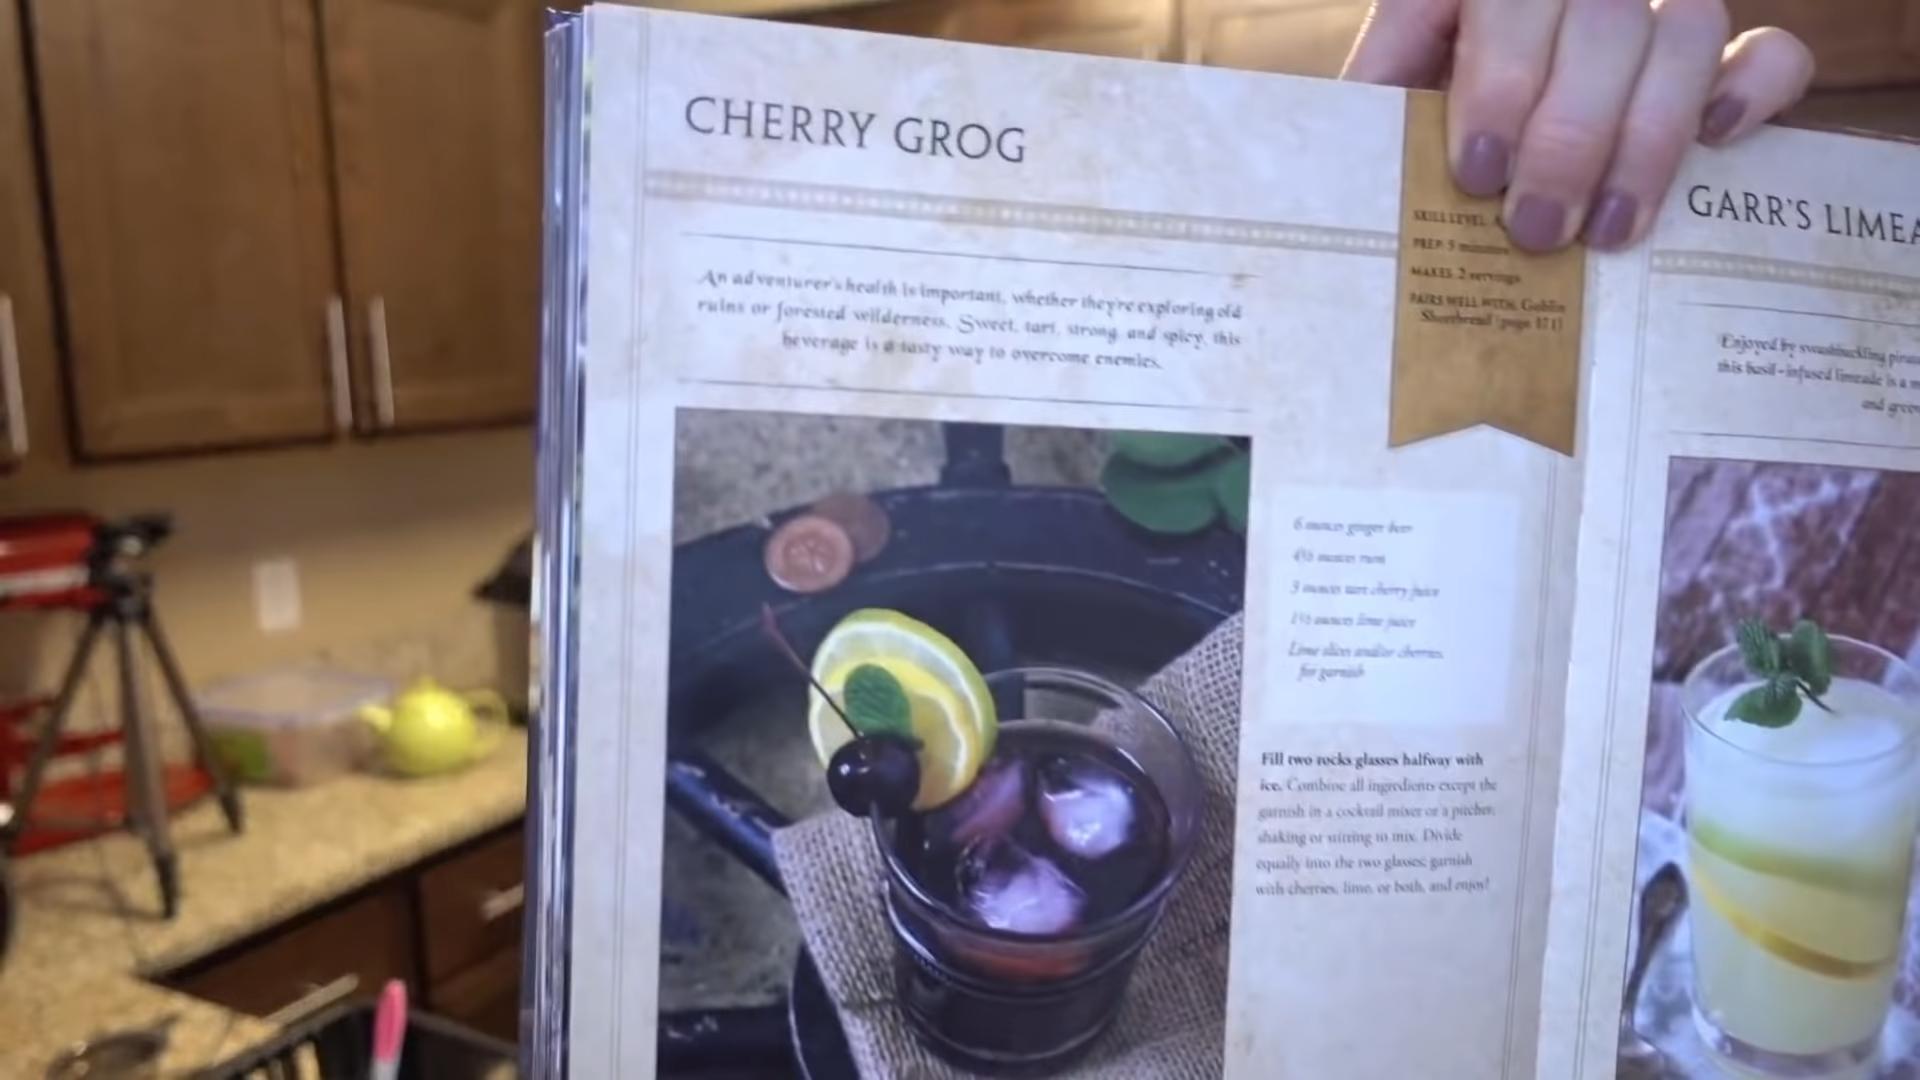 CHERRY GROG
An adventurer's health is important, whether they're exploring old
ruins or forested wilderness. Sweet, tart, strong, and spicy, this
beverage is a tasty way to overcome enemies.
SKILL LEVEL:
PREP: 5 minutes
MAKES: 2 servings
PAIRS WELL WITH: Goblin
Shortbread (page 171)
6 ounces ginger beer
4½ ounces rum
3 ounces tart cherry juice
1½ ounces lime juice
Lime slices and/or cherries,
for garnish
Fill two rocks glasses halfway with
ice. Combine all ingredients except the
garnish in a cocktail mixer or a pitcher,
shaking or stirring to mix. Divide
equally into the two glasses; garnish
with cherries, lime, or both, and enjoy!
GARR'S LIMEA
Enjoyed by swashbuckling
this basil-infused limeade is a
and